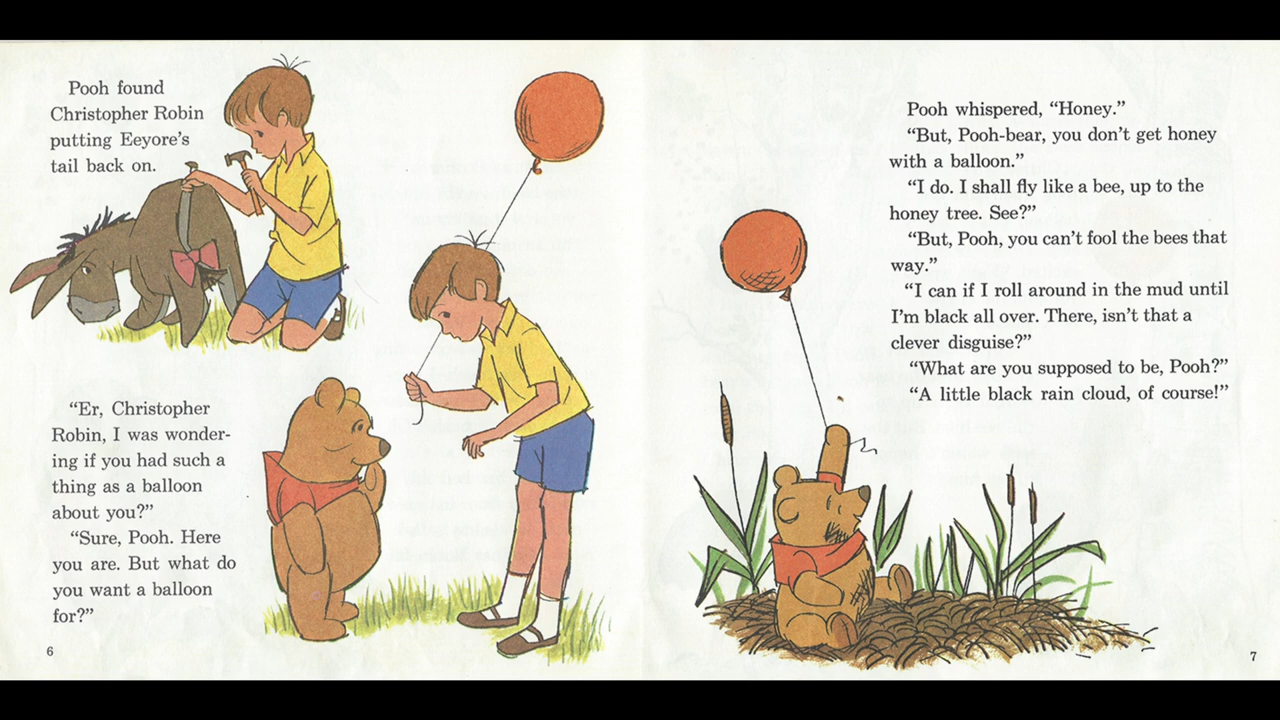 Pooh found
Christopher Robin
putting Eeyore's
tail back on.
"Er, Christopher
Robin, I was wonder-
ing if you had such a
thing as a balloon
about you?"
"Sure, Pooh. Here
you are. But what do
you want a balloon
for?"
6
Pooh whispered, "Honey."
"But, Pooh-bear, you don't get honey
with a balloon."
"I do. I shall fly like a bee, up to the
honey tree. See?"
"But, Pooh, you can't fool the bees that
way."
"I can if I roll around in the mud until
I'm black all over. There, isn't that a
clever disguise?"
"What are you supposed to be, Pooh?"
"A little black rain cloud, of course!"
7